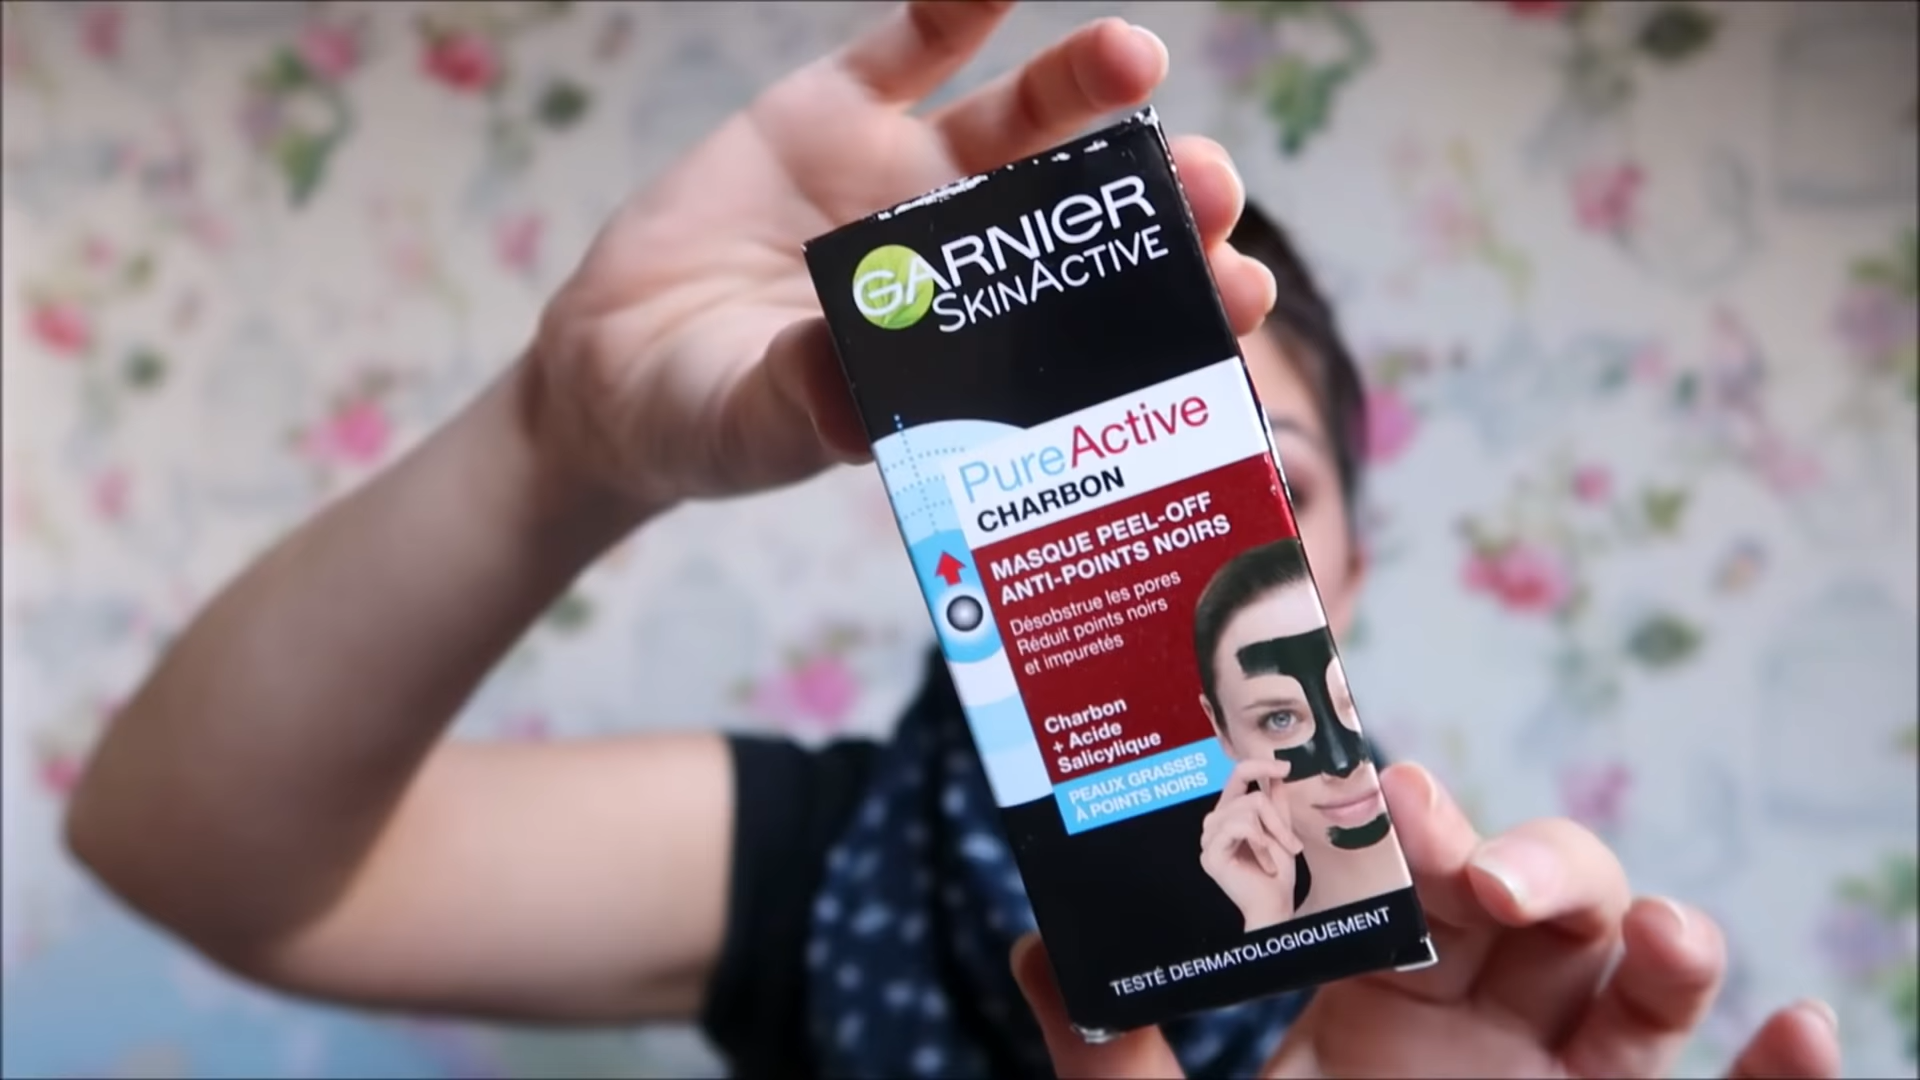 GARNIER
SKINACTIVE
PureActive
CHARBON
MASQUE PEEL-OFF
ANTI-POINTS NOIRS
Désobstrue les pores
Réduit points noirs
et impuretés
Charbon
+ Acide
Salicylique
PEAUX GRASSES
À POINTS NOIRS
TESTÉ DERMATOLOGIQUEMENT